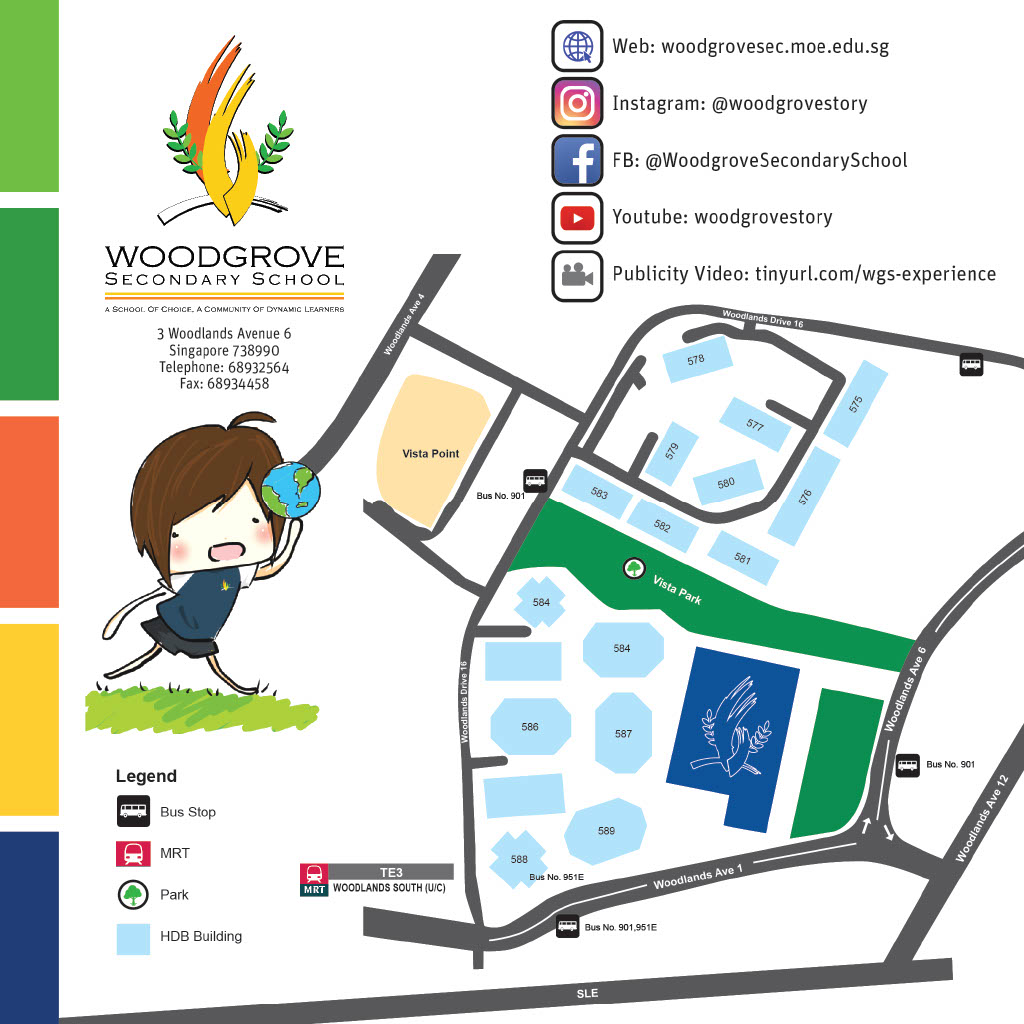 Web: woodgrovesec.moe.edu.sg
Instagram: @woodgrovestory
FB: @WoodgroveSecondarySchool
Youtube: woodgrovestory
Publicity Video: tinyurl.com/wgs-experience
WOODGROVE
SECONDARY SCHOOL
A SCHOOL OF CHOICE, A COMMUNITY OF DYNAMIC LEARNERS
3 Woodlands Avenue 6
Singapore 738990
Telephone: 68932564
Fax: 68934458
Woodlands Ave 4
Woodlands Drive 16
578
575
577
Vista Point
579
580
576
Bus No. 901
583
582
581
Vista Park
584
584
Woodlands Drive 16
Woodlands Ave 6
586
587
Bus No. 901
Woodlands Ave 12
589
588
Bus No. 951E
Woodlands Ave 1
Bus No. 901,951E
SLE
Legend
Bus Stop
MRT
Park
HDB Building
TE3
MRT
WOODLANDS SOUTH (U/C)